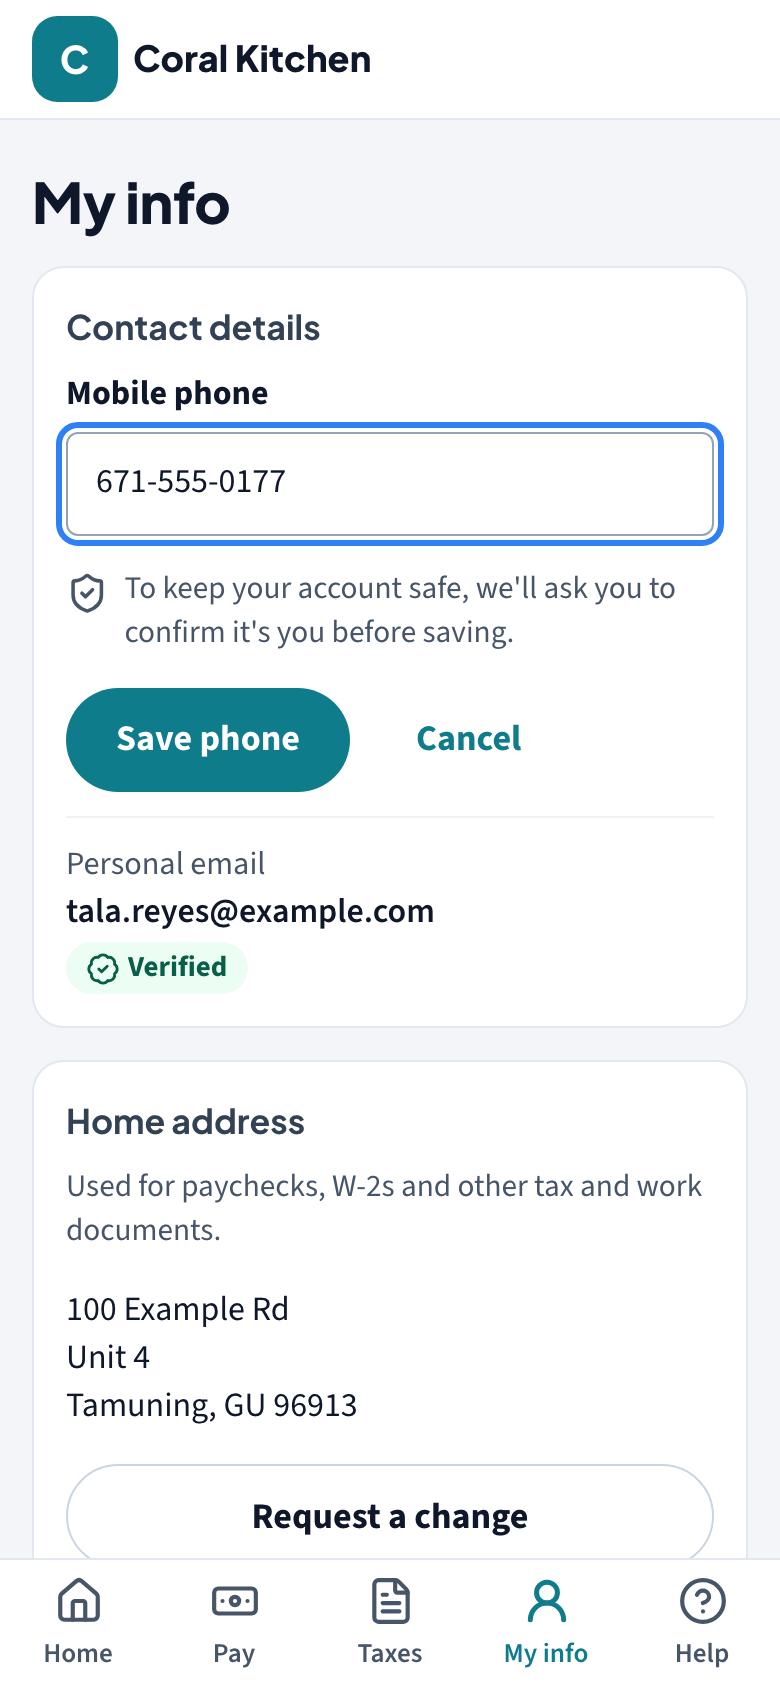 C
Coral Kitchen
My info
Contact details
Mobile phone
671-555-0177
To keep your account safe, we'll ask you to
confirm it's you before saving.
Save phone
Cancel
Personal email
tala.reyes@example.com
Verified
Home address
Used for paychecks, W-2s and other tax and work
documents.
100 Example Rd
Unit 4
Tamuning, GU 96913
Request a change
Home
Pay
Taxes
My info
Help